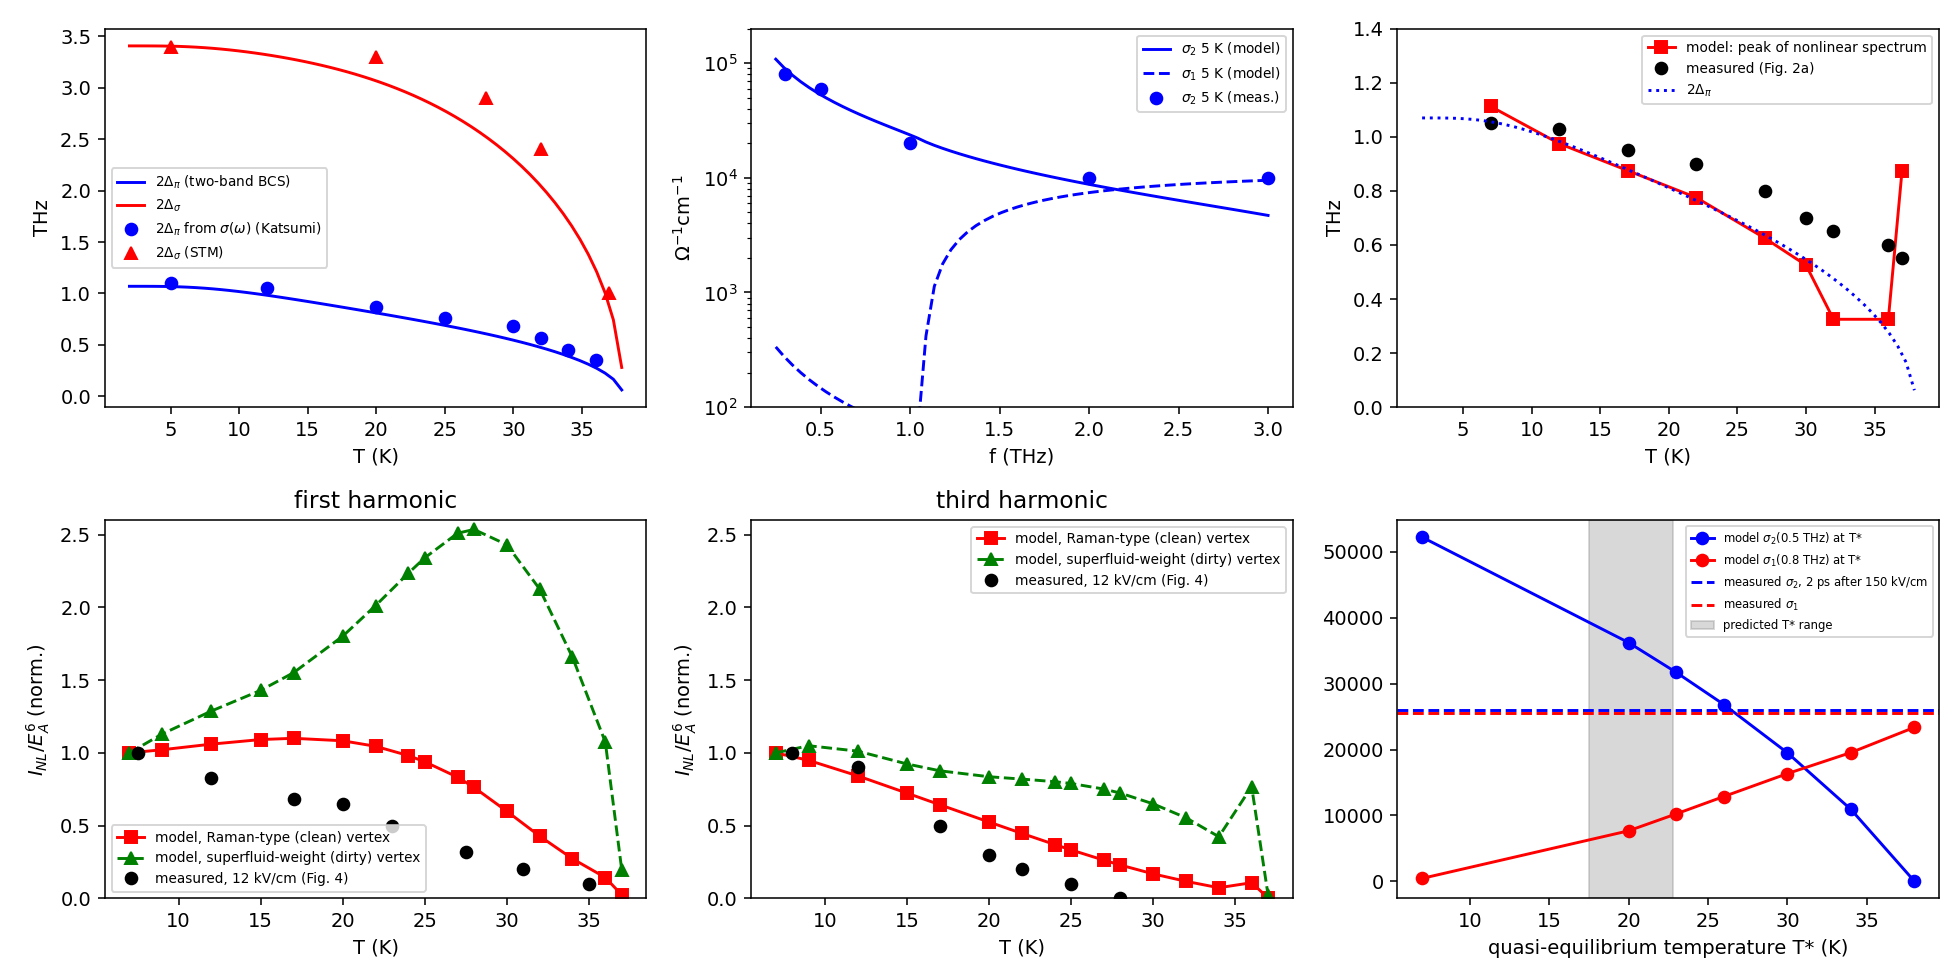 3.5
3.0
2.5
2.0
1.5
1.0
0.5
0.0
THz
2Δπ (two-band BCS)
2Δσ
2Δπ from σ(ω) (Katsumi)
2Δσ (STM)
5 10 15 20 25 30 35
T (K)
10⁵
10⁴
10³
10²
Ω⁻¹cm⁻¹
σ₂ 5 K (model)
σ₁ 5 K (model)
σ₂ 5 K (meas.)
0.5 1.0 1.5 2.0 2.5 3.0
f (THz)
1.4
1.2
1.0
0.8
0.6
0.4
0.2
0.0
THz
model: peak of nonlinear spectrum
measured (Fig. 2a)
2Δπ
5 10 15 20 25 30 35
T (K)
first harmonic
2.5
2.0
1.5
1.0
0.5
0.0
I_NL/E_A^6 (norm.)
model, Raman-type (clean) vertex
model, superfluid-weight (dirty) vertex
measured, 12 kV/cm (Fig. 4)
10 15 20 25 30 35
T (K)
third harmonic
2.5
2.0
1.5
1.0
0.5
0.0
I_NL/E_A^6 (norm.)
model, Raman-type (clean) vertex
model, superfluid-weight (dirty) vertex
measured, 12 kV/cm (Fig. 4)
10 15 20 25 30 35
T (K)
50000
40000
30000
20000
10000
0
model σ₂(0.5 THz) at T*
model σ₁(0.8 THz) at T*
measured σ₂, 2 ps after 150 kV/cm
measured σ₁
predicted T* range
10 15 20 25 30 35
quasi-equilibrium temperature T* (K)